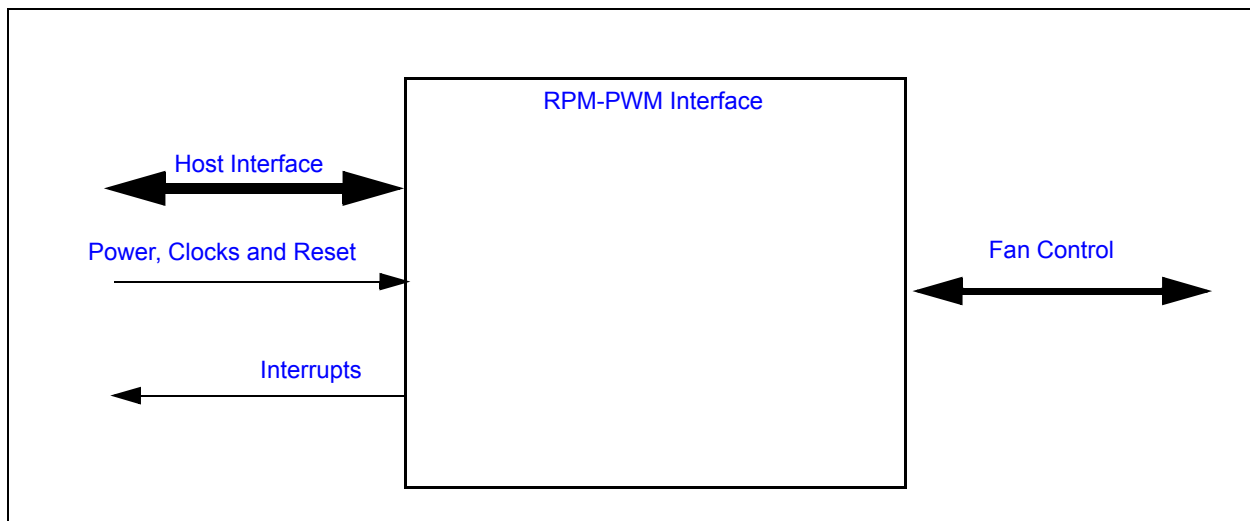 RPM-PWM Interface
Host Interface
Power, Clocks and Reset
Fan Control
Interrupts